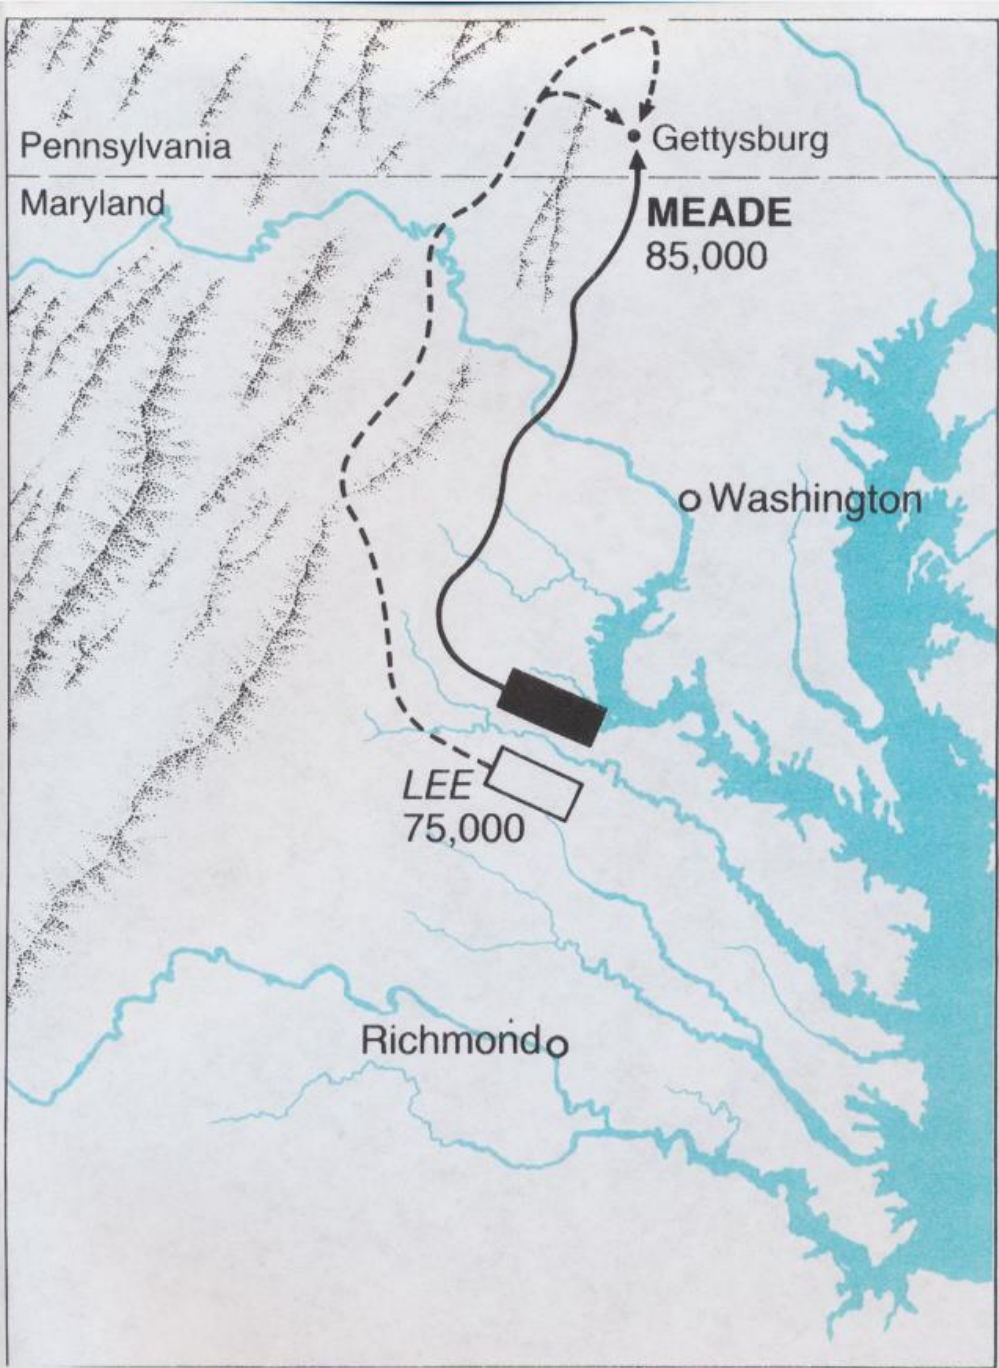 Pennsylvania
Gettysburg
Maryland
MEADE
85,000
Washington
LEE
75,000
Richmond